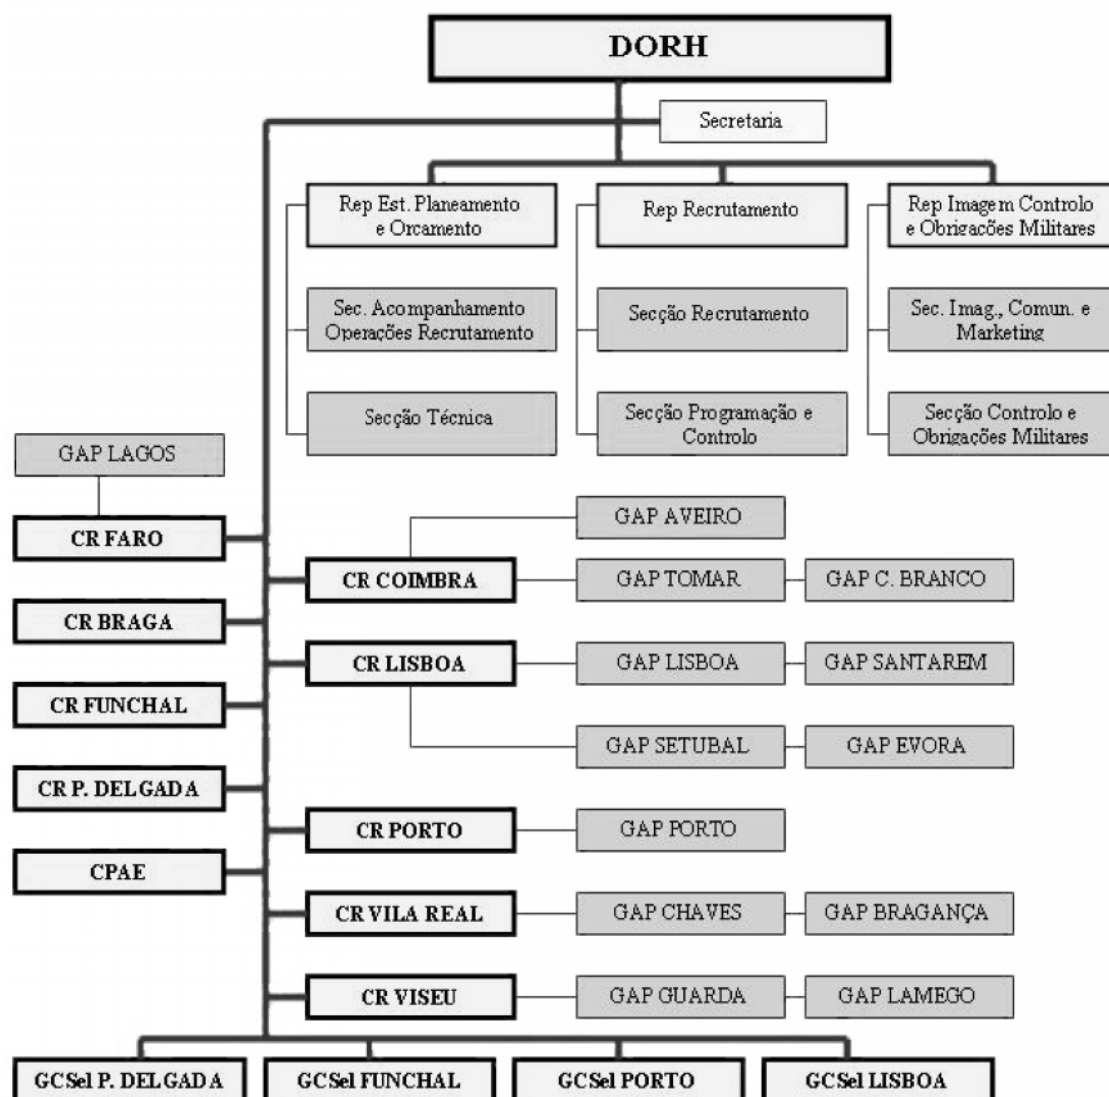 DORH
Secretaria
Rep Est. Planeamento
e Orcamento
Rep Recrutamento
Rep Imagem Controlo
e Obrigacões Militares
Sec. Acompanhamento
Operações Recrutamento
Secção Recrutamento
Sec. Imag., Comun. e
Marketing
Secção Técnica
Secção Programação e
Controlo
Secção Controlo e
Obrigações Militares
GAP LAGOS
CR FARO
GAP AVEIRO
CR COIMBRA
GAP TOMAR
GAP C. BRANCO
CR BRAGA
CR LISBOA
GAP LISBOA
GAP SANTAREM
CR FUNCHAL
GAP SETUBAL
GAP EVORA
CR P. DELGADA
CR PORTO
GAP PORTO
CPAE
CR VILA REAL
GAP CHAVES
GAP BRAGANÇA
CR VISEU
GAP GUARDA
GAP LAMEGO
GCSel P. DELGADA
GCSel FUNCHAL
GCSel PORTO
GCSel LISBOA